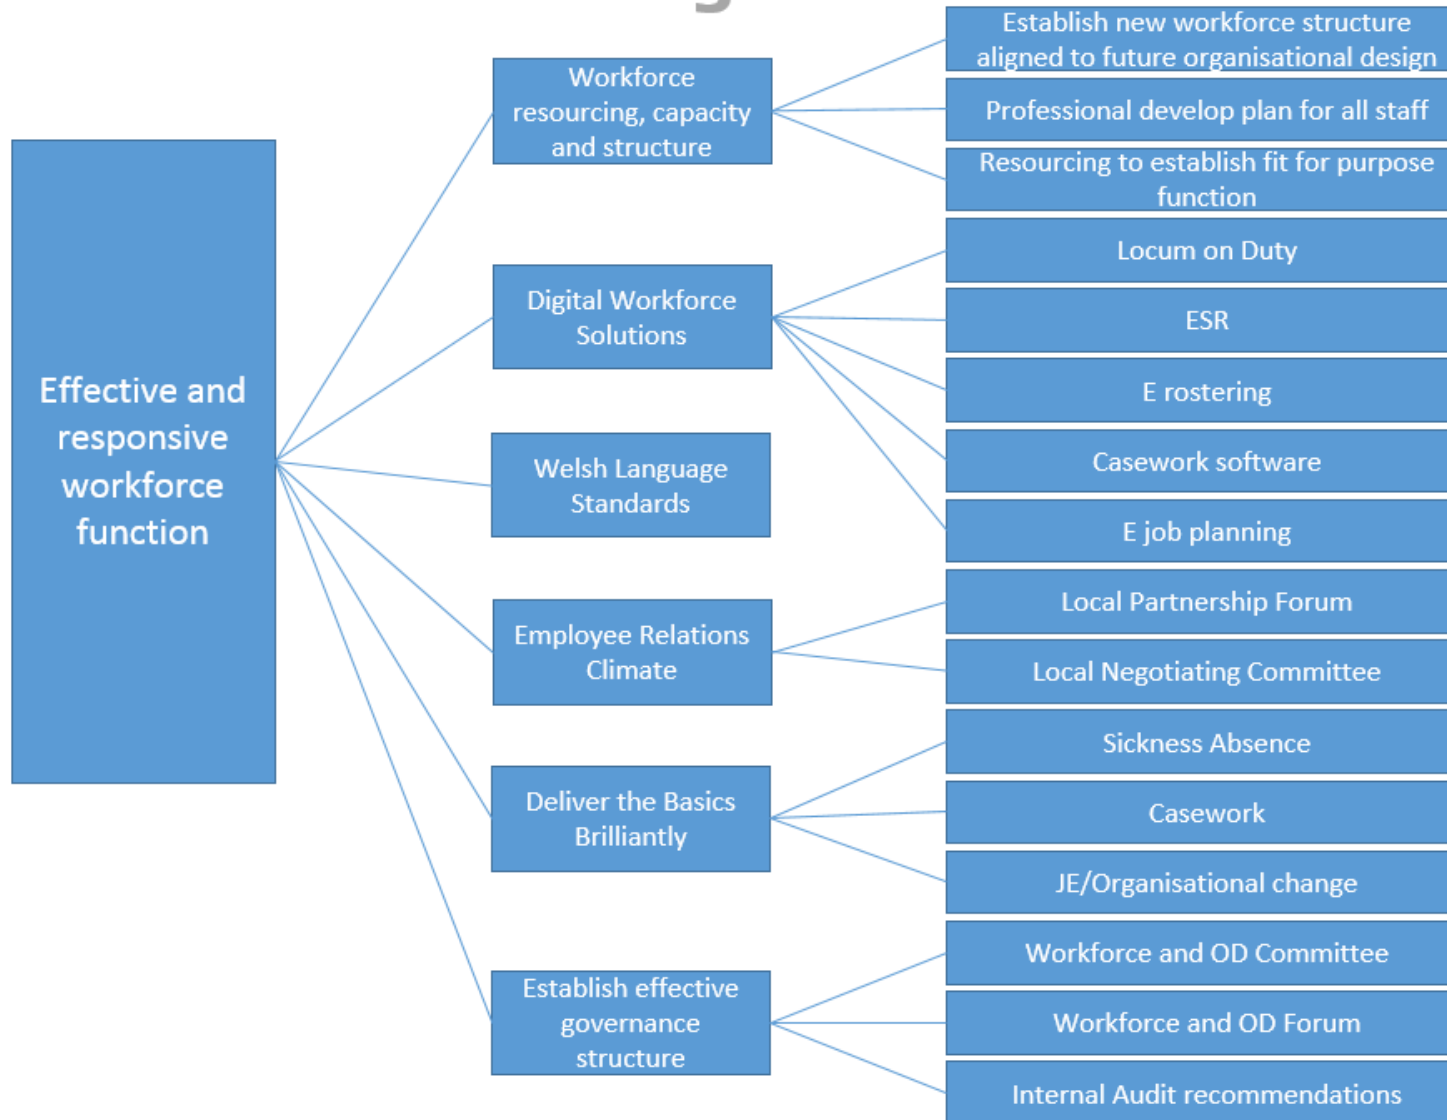 Effective and
responsive
workforce
function
Workforce
resourcing, capacity
and structure
Establish new workforce structure
aligned to future organisational design
Professional develop plan for all staff
Resourcing to establish fit for purpose
function
Digital Workforce
Solutions
Locum on Duty
ESR
E rostering
Casework software
E job planning
Welsh Language
Standards
Employee Relations
Climate
Local Partnership Forum
Local Negotiating Committee
Deliver the Basics
Brilliantly
Sickness Absence
Casework
JE/Organisational change
Establish effective
governance
structure
Workforce and OD Committee
Workforce and OD Forum
Internal Audit recommendations